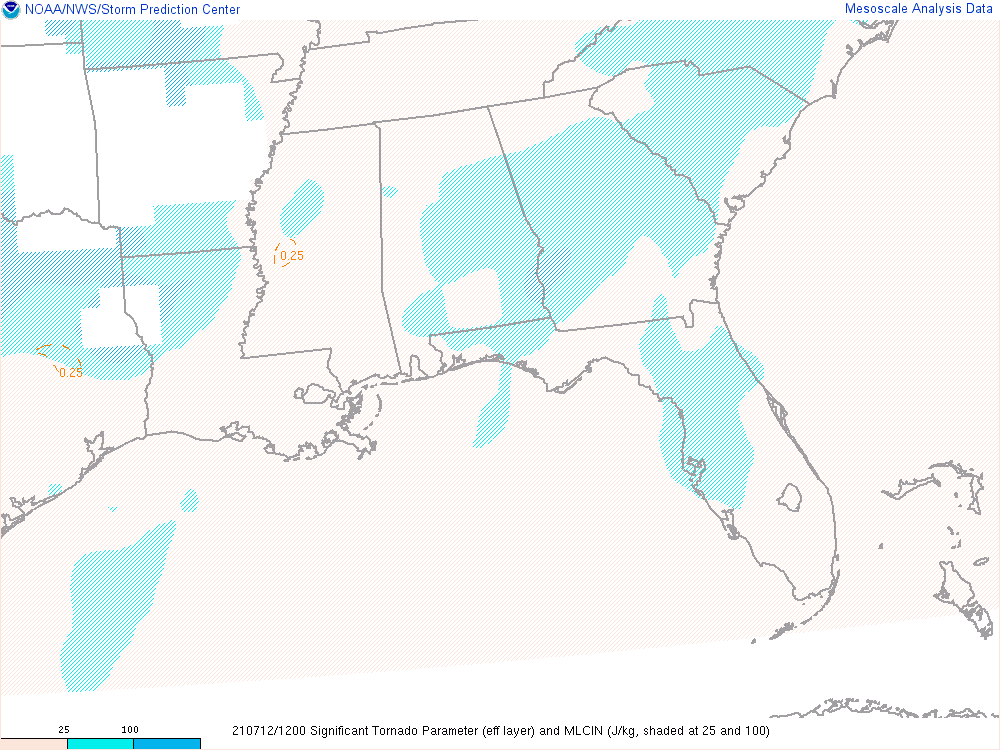 NOAA/NWS/Storm Prediction Center
Mesoscale Analysis Data
0.25
0.25
25 100
210712/1200 Significant Tornado Parameter (eff layer) and MLCIN (J/kg, shaded at 25 and 100)